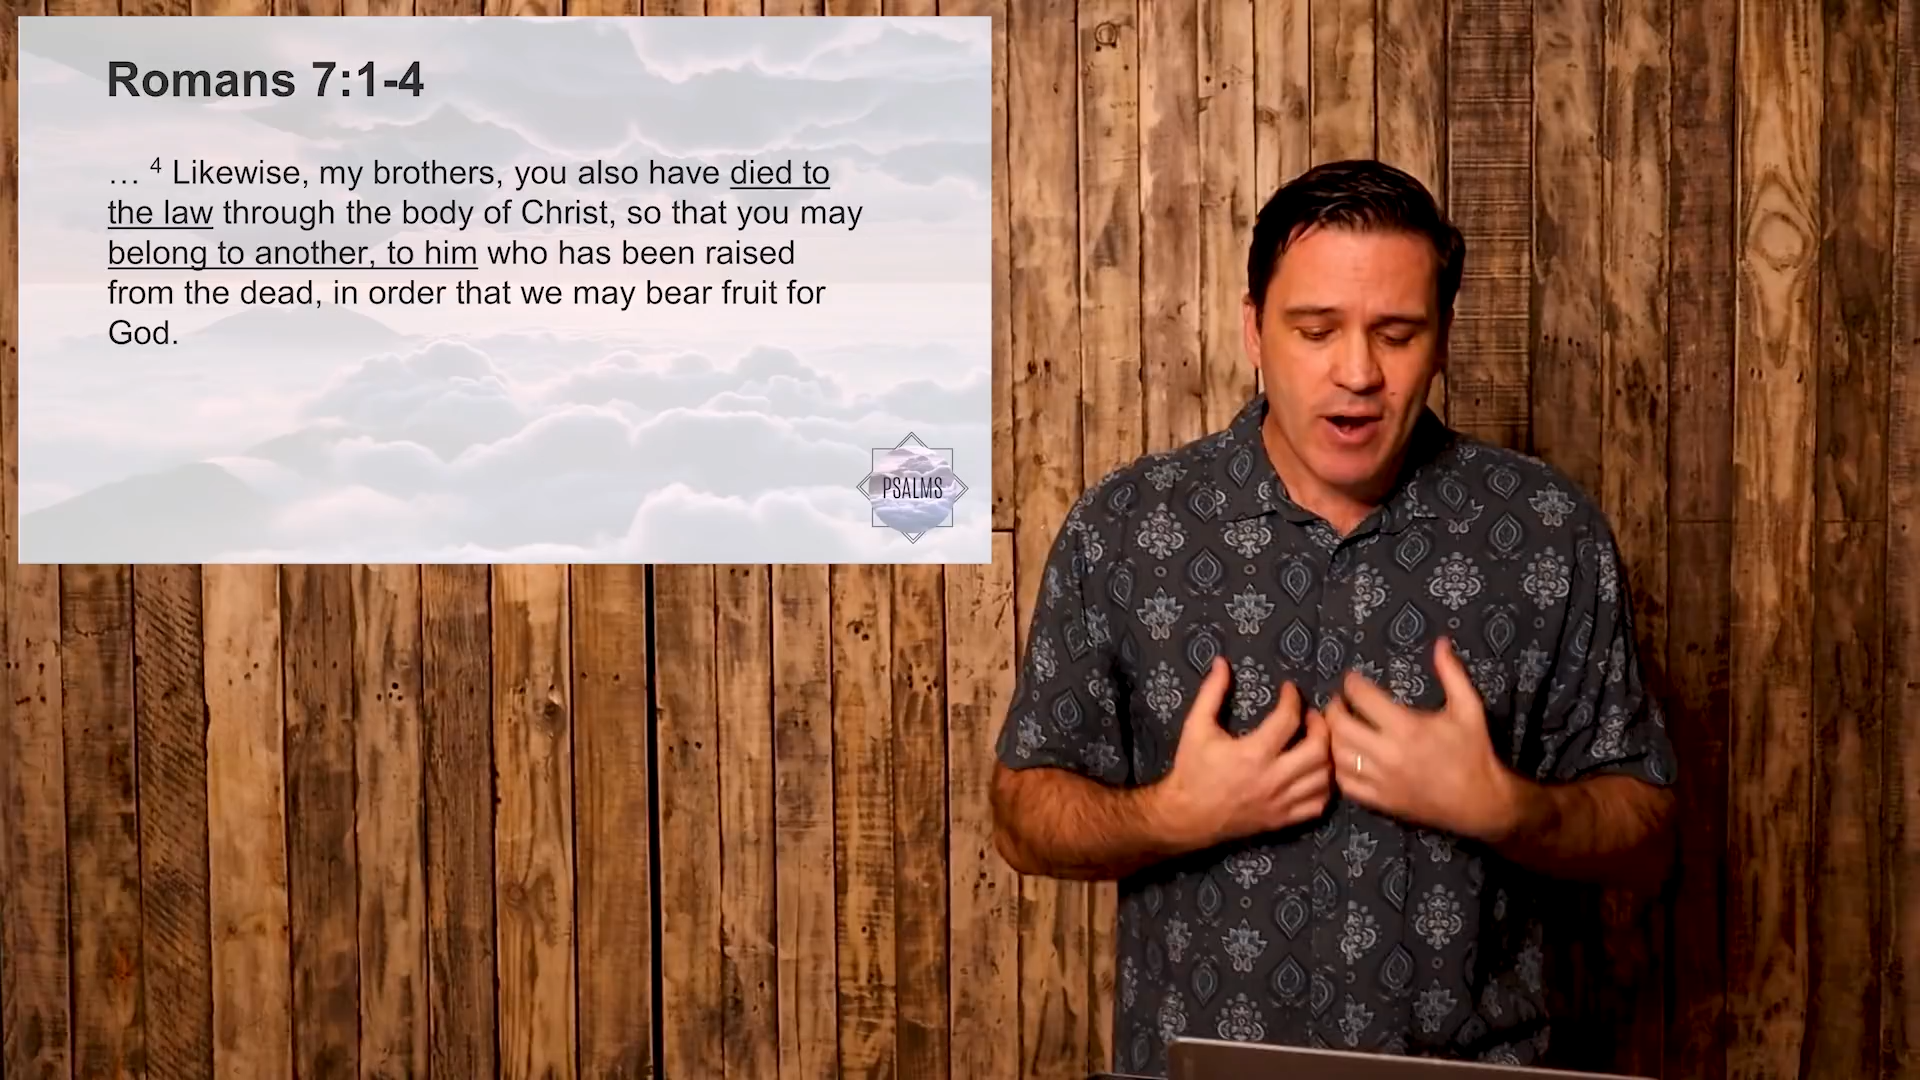 Romans 7:1-4
… 4 Likewise, my brothers, you also have died to
the law through the body of Christ, so that you may
belong to another, to him who has been raised
from the dead, in order that we may bear fruit for
God.
PSALMS